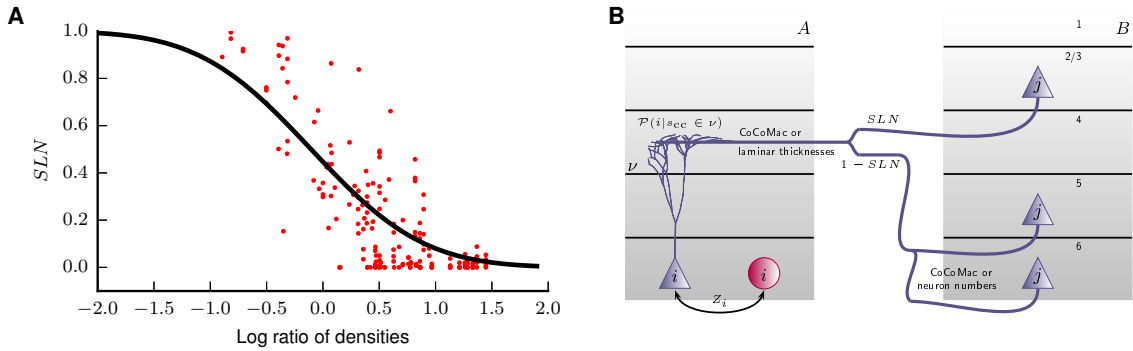 A
1.0
0.8
0.6
0.4
0.2
0.0
SLN
−2.0 −1.5 −1.0 −0.5 0.0 0.5 1.0 1.5 2.0
Log ratio of densities
B
A
B
1
2/3
4
5
6
𝒫(i|s_cc ∈ ν)
ν
CoCoMac or
laminar thicknesses
SLN
1 − SLN
j
j
j
CoCoMac or
neuron numbers
i
i
z_i